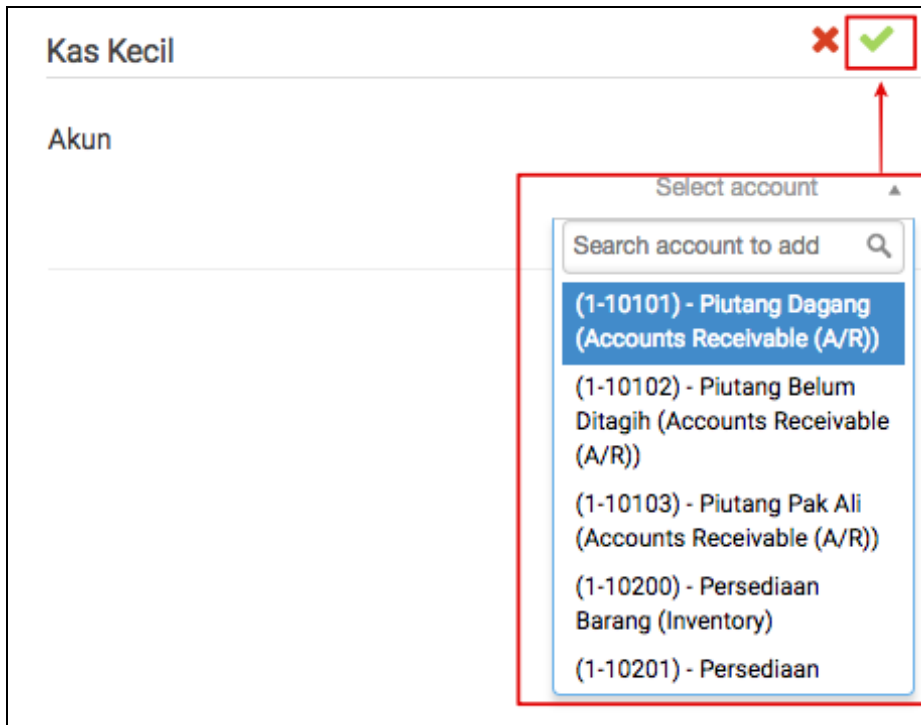 Kas Kecil
Akun
Select account
Search account to add
(1-10101) - Piutang Dagang
(Accounts Receivable (A/R))
(1-10102) - Piutang Belum
Ditagih (Accounts Receivable
(A/R))
(1-10103) - Piutang Pak Ali
(Accounts Receivable (A/R))
(1-10200) - Persediaan
Barang (Inventory)
(1-10201) - Persediaan